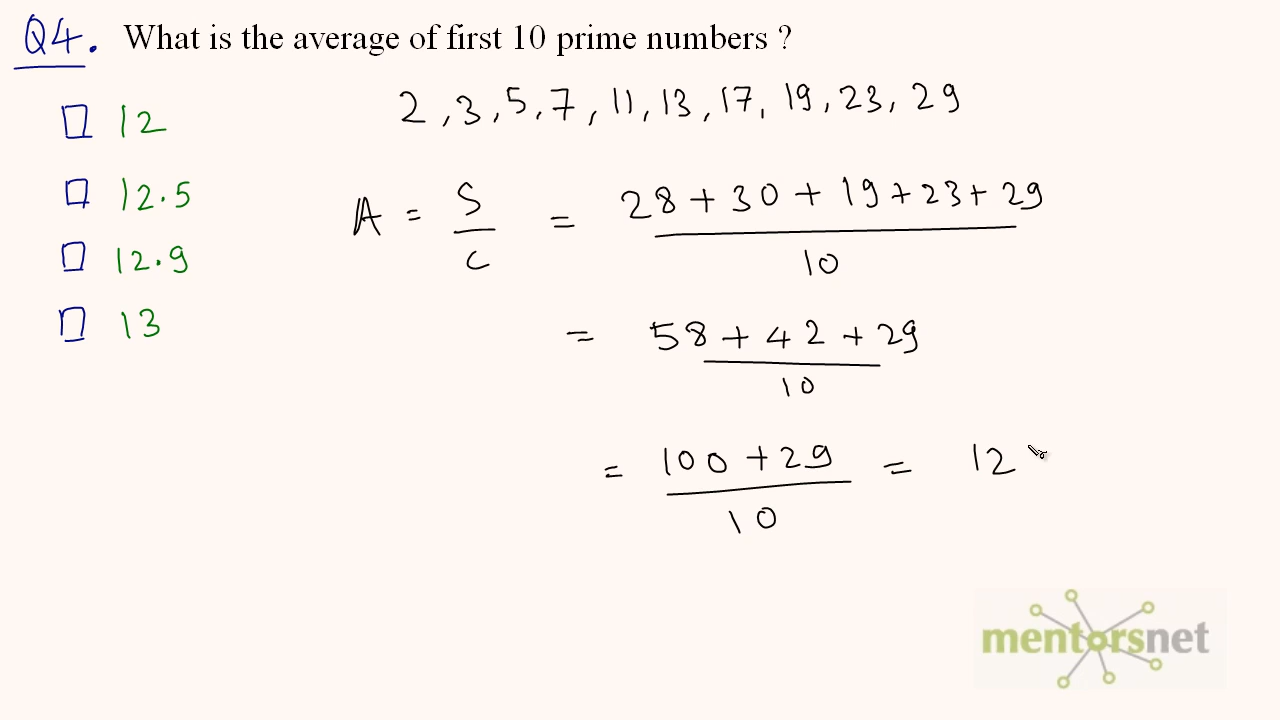 Q4. What is the average of first 10 prime numbers ?
2, 3, 5, 7, 11, 13, 17, 19, 23, 29
12
12.5
12.9
13
A = S/C = 28 + 30 + 19 + 23 + 29 / 10
= 58 + 42 + 29 / 10
= 100 + 29 / 10 = 12
mentorsnet